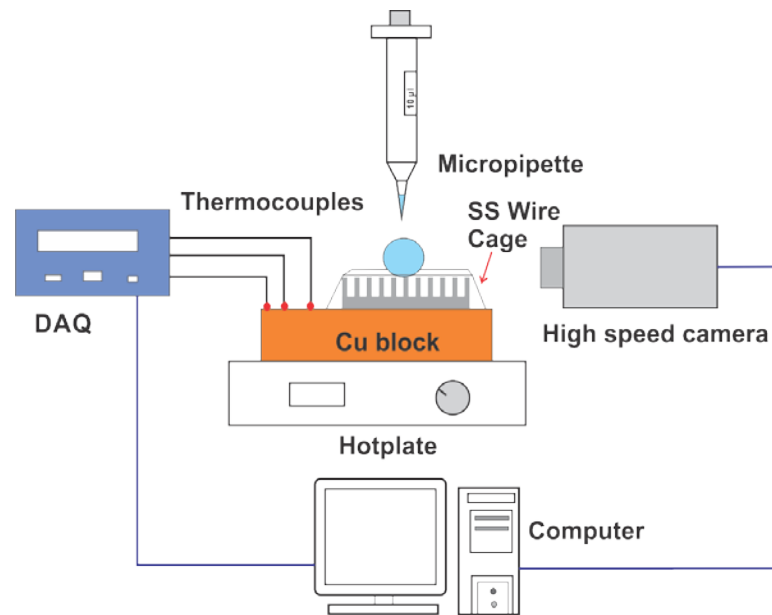 10 µl
Micropipette
Thermocouples
SS Wire
Cage
DAQ
Cu block
High speed camera
Hotplate
Computer